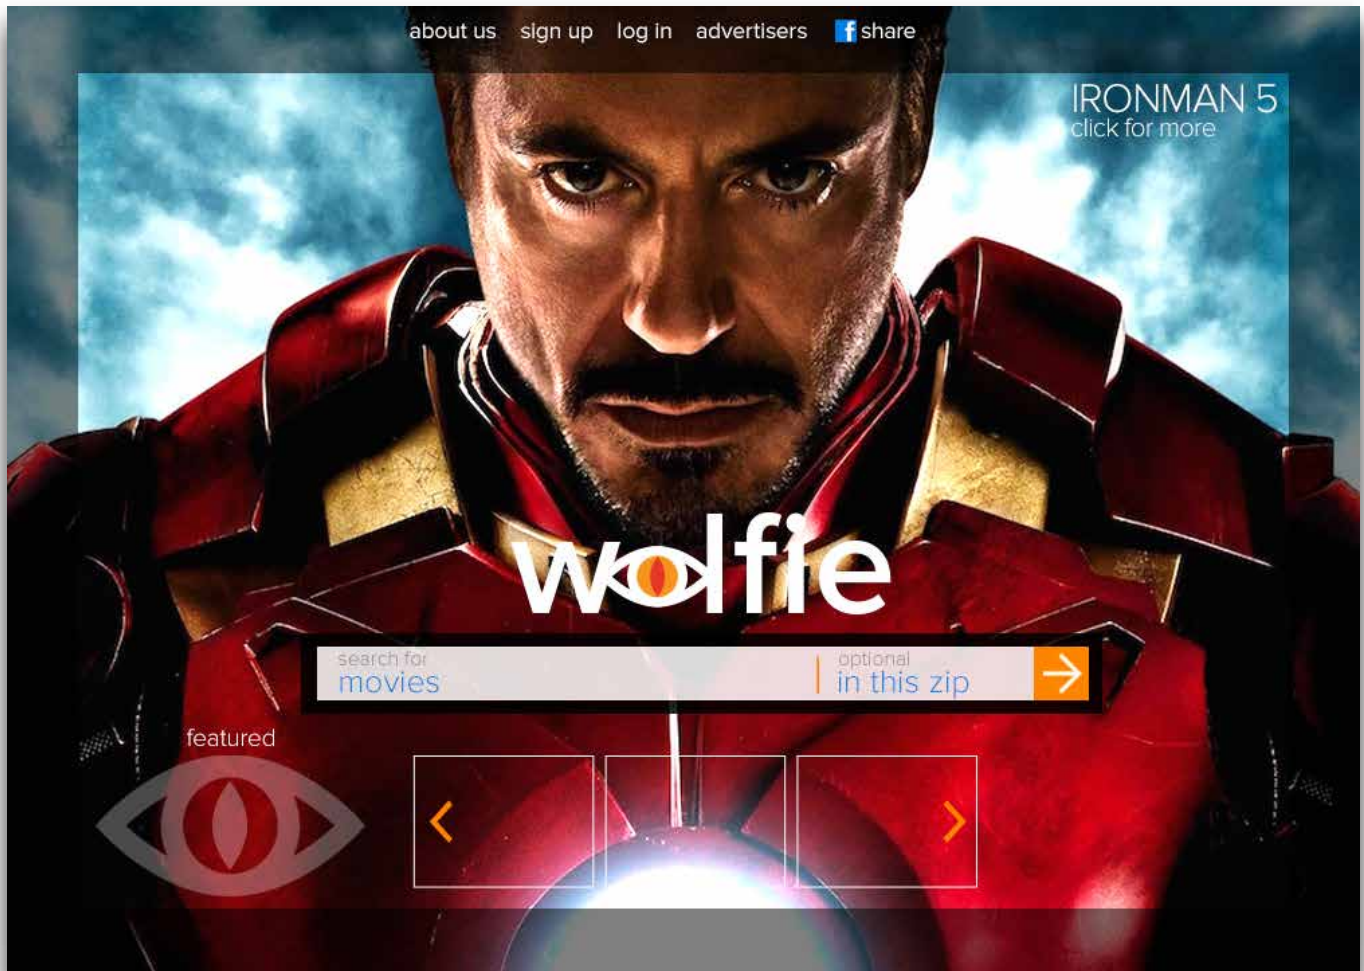 about us sign up log in advertisers f share
IRONMAN 5
click for more
wolfie
search for
movies
optional
in this zip
featured